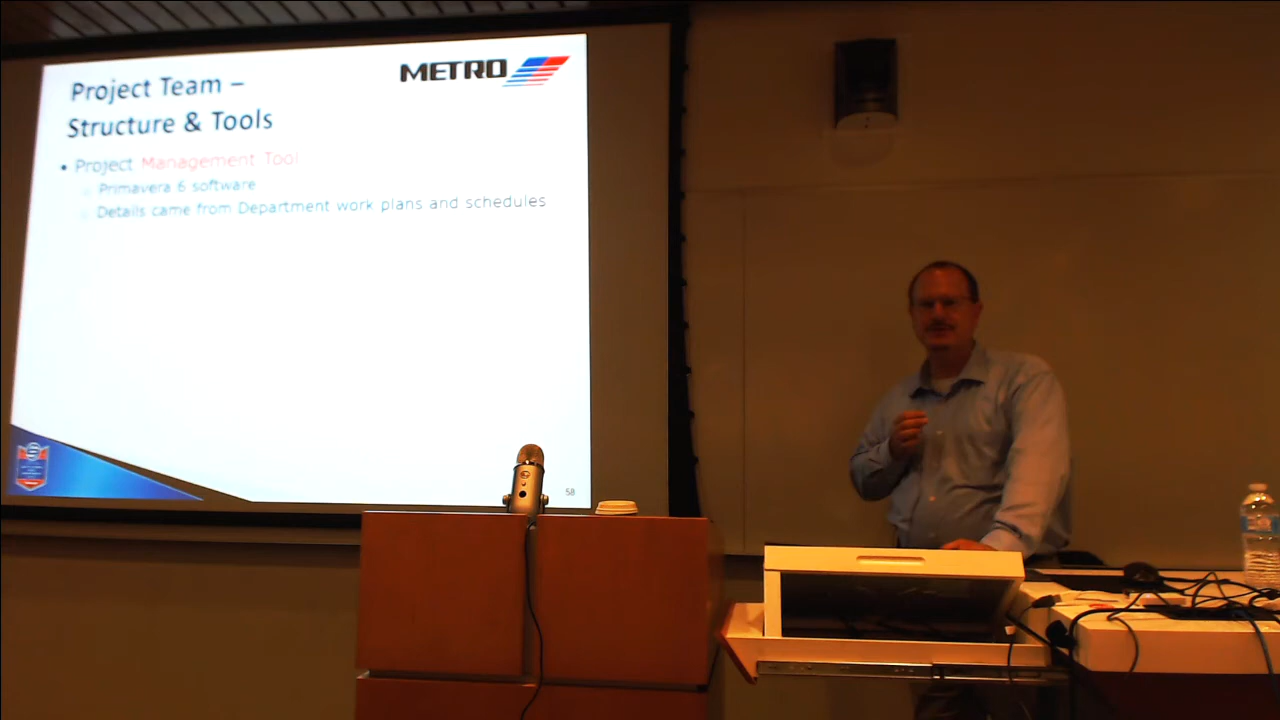 METRO
Project Team –
Structure & Tools
• Project Management Tool
Primavera 6 software
Details came from Department work plans and schedules
58